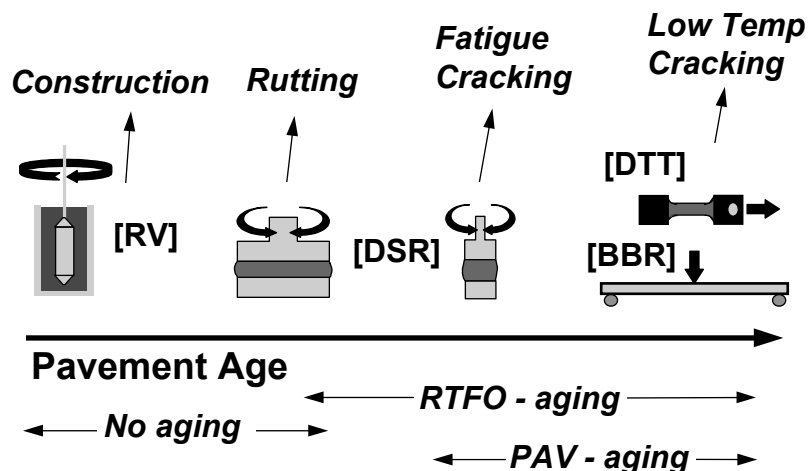 Construction
Rutting
Fatigue
Cracking
Low Temp
Cracking
[RV]
[DSR]
[DTT]
[BBR]
Pavement Age
RTFO - aging
No aging
PAV - aging